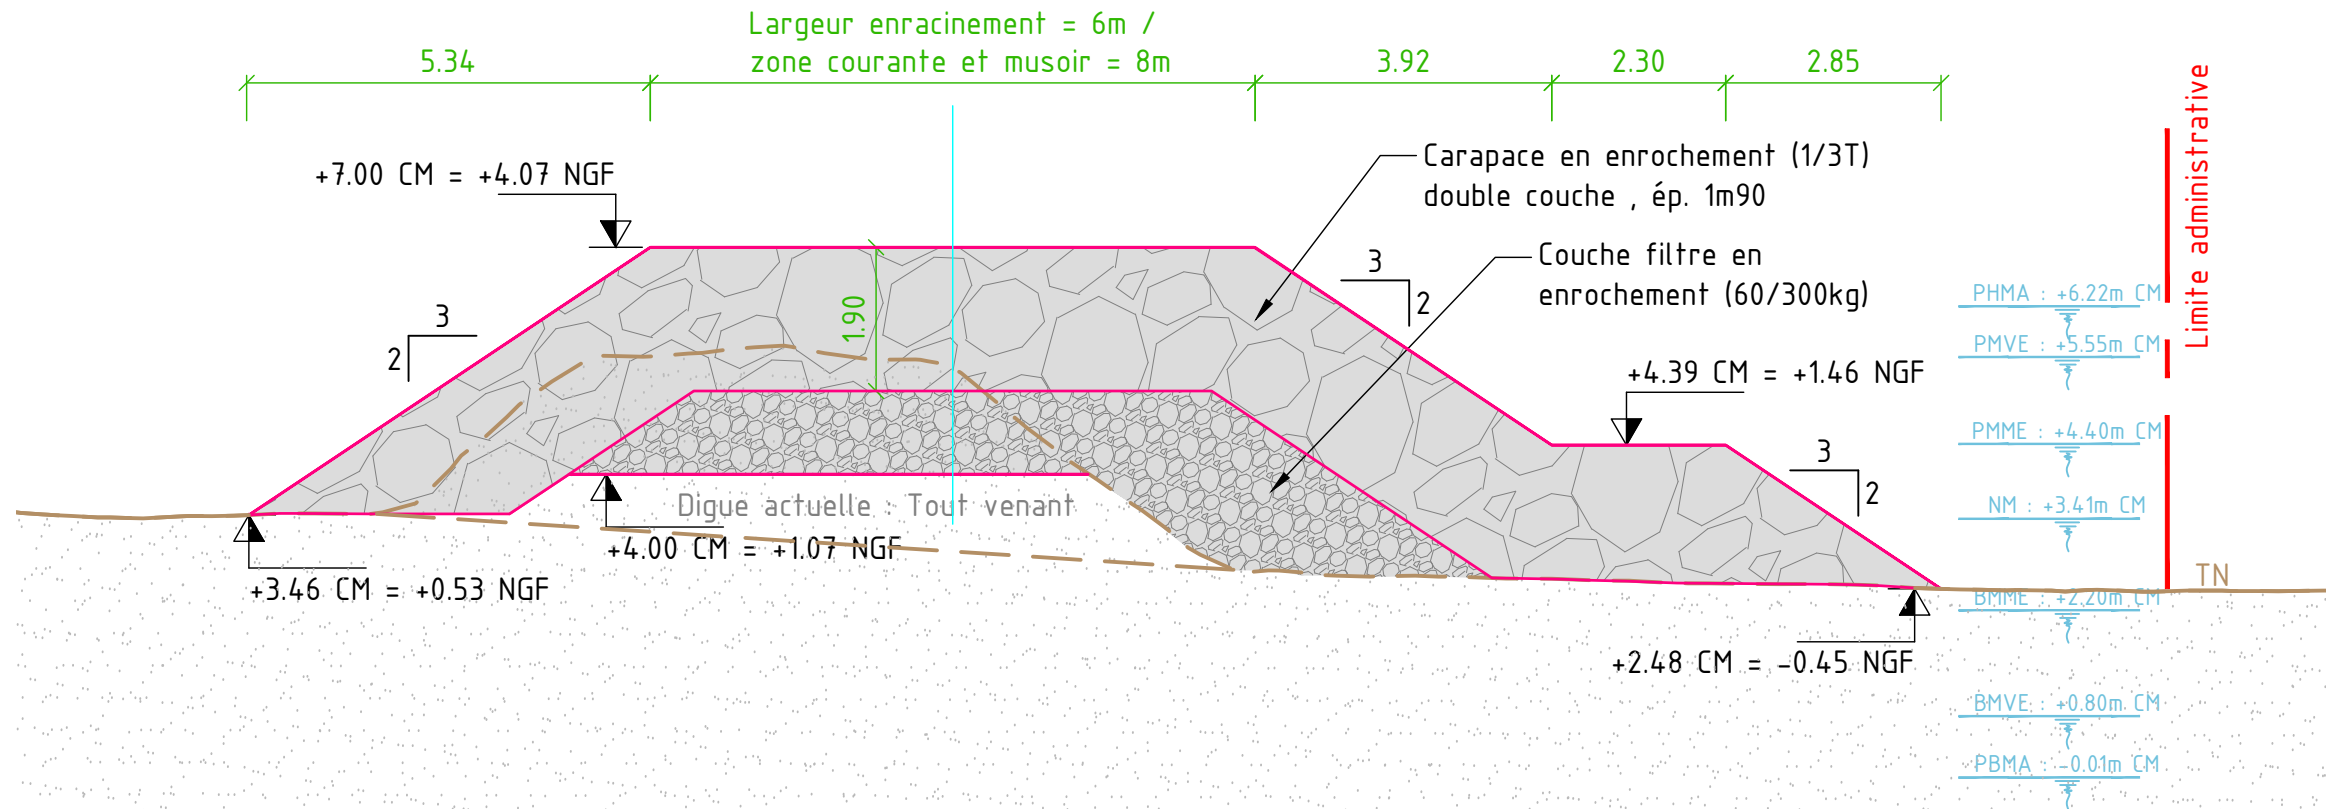 Largeur enracinement = 6m /
zone courante et musoir = 8m
5.34
3.92
2.30
2.85
Limite administrative
+7.00 CM = +4.07 NGF
Carapace en enrochement (1/3T)
double couche , ép. 1m90
Couche filtre en
enrochement (60/300kg)
3
2
3
2
1.90
PHMA : +6.22m CM
PMVE : +5.55m CM
+4.39 CM = +1.46 NGF
PMME : +4.40m CM
3
2
NM : +3.41m CM
Digue actuelle : Tout venant
+4.00 CM = +1.07 NGF
+3.46 CM = +0.53 NGF
TN
BMME : +2.20m CM
+2.48 CM = -0.45 NGF
BMVE : +0.80m CM
PBMA : -0.01m CM